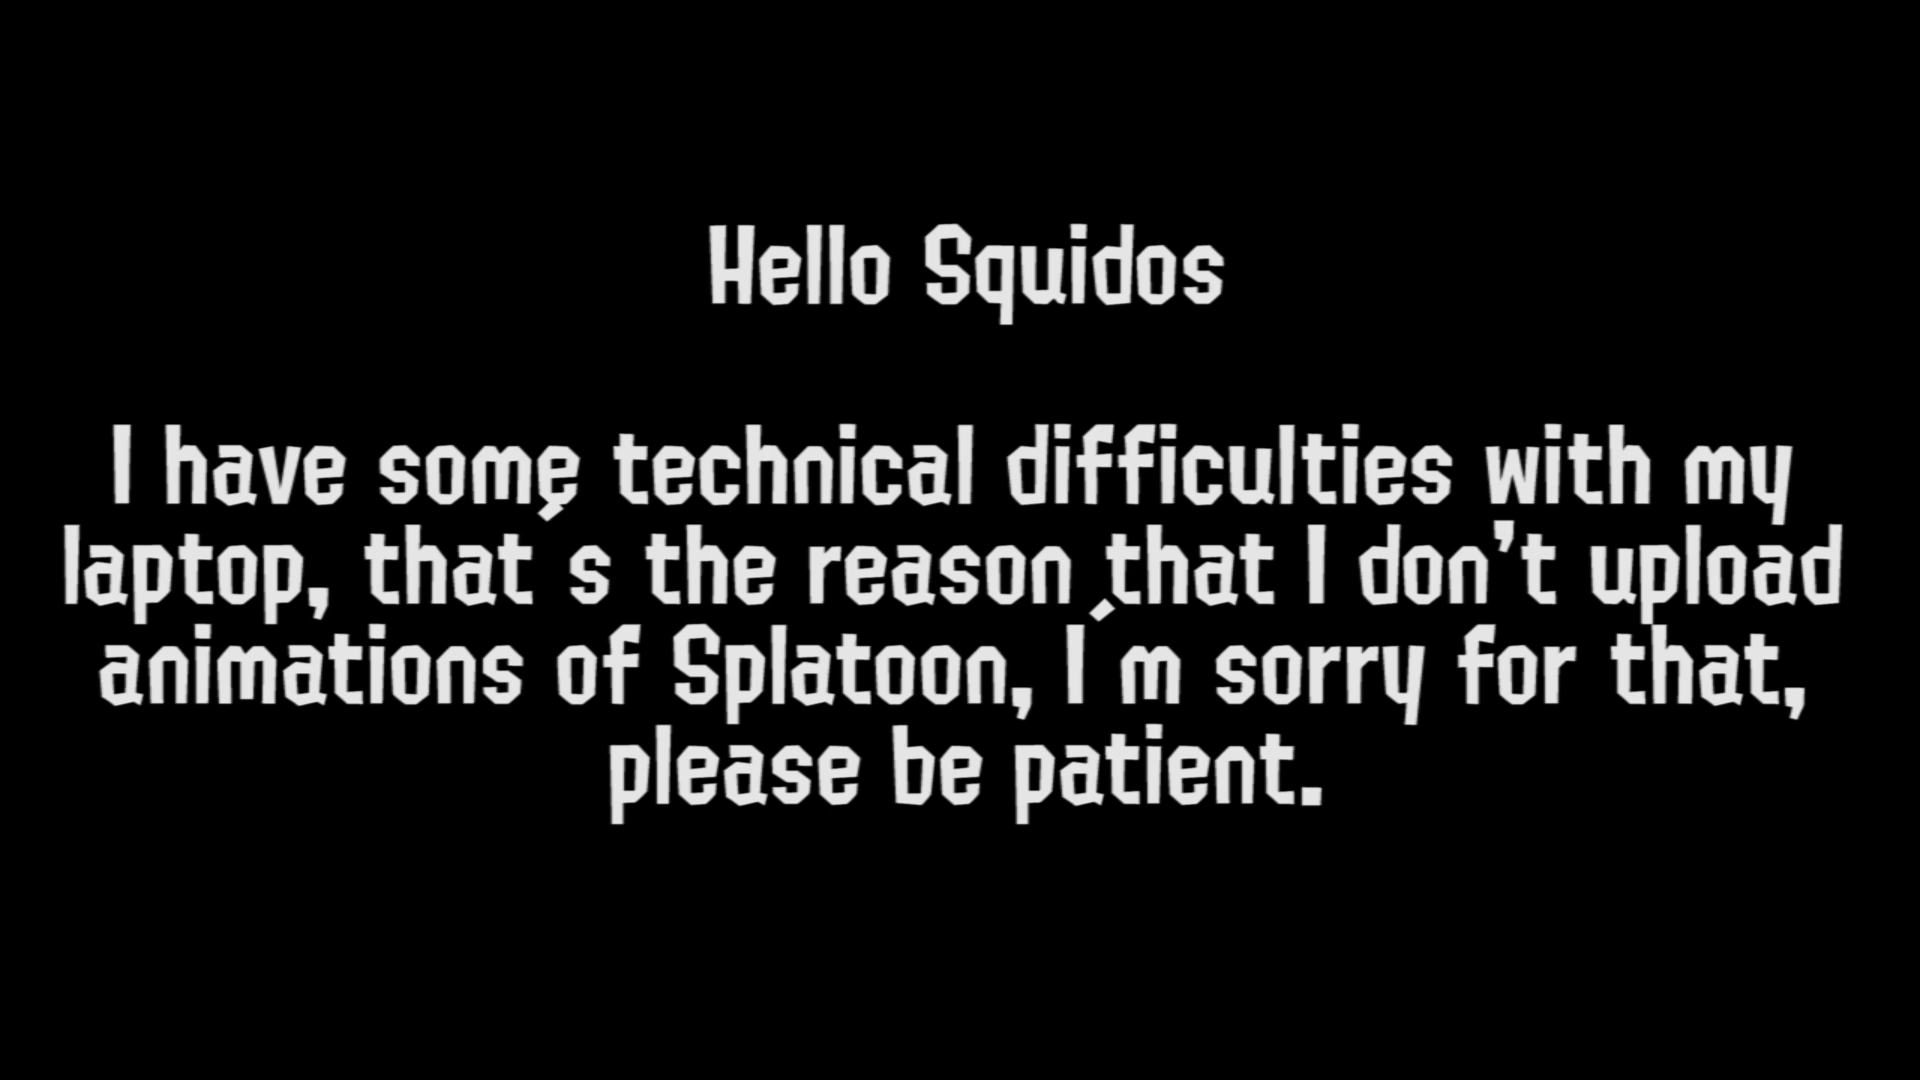 Hello Squidos
I have some technical difficulties with my
laptop, that´s the reason that I don't upload
animations of Splatoon, I´m sorry for that,
please be patient.